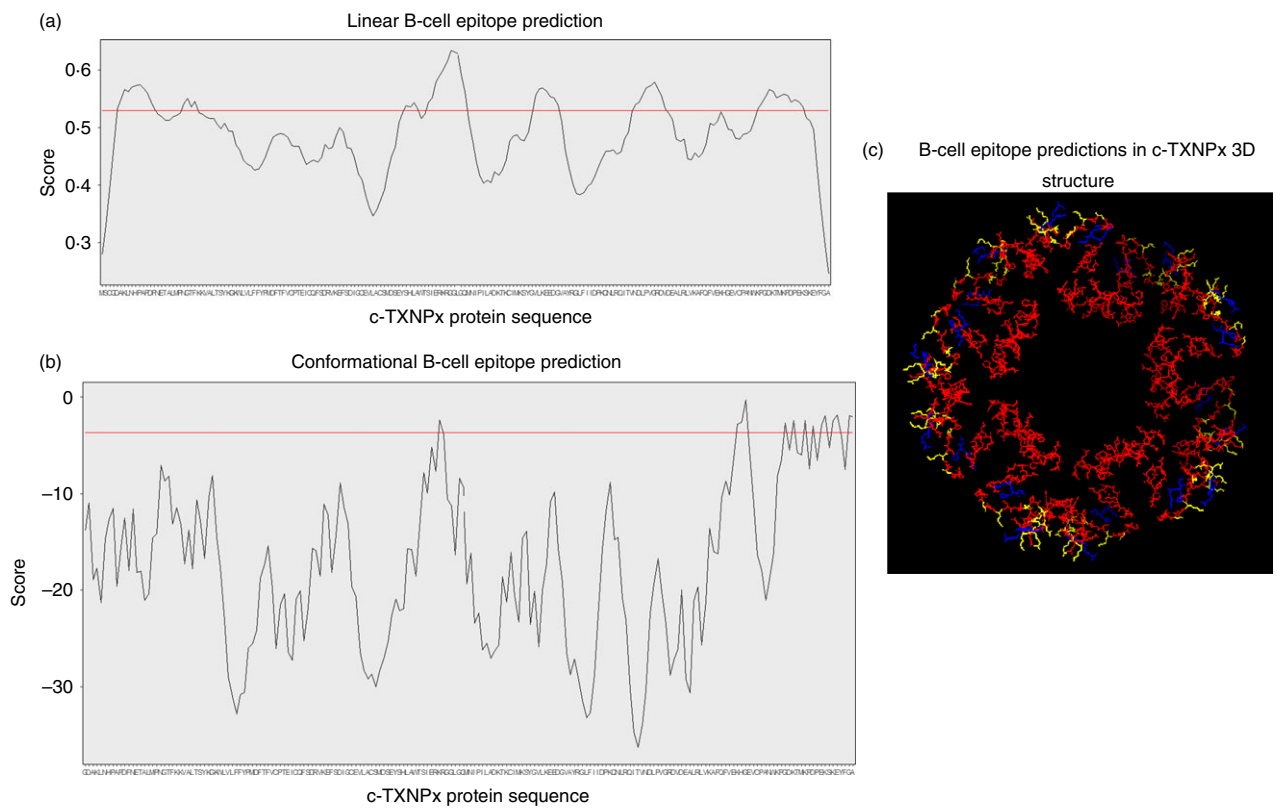 (a)
Linear B-cell epitope prediction
0·6
0·5
0·4
0·3
Score
c-TXNPx protein sequence
(b)
Conformational B-cell epitope prediction
0
−10
−20
−30
Score
c-TXNPx protein sequence
(c)
B-cell epitope predictions in c-TXNPx 3D
structure